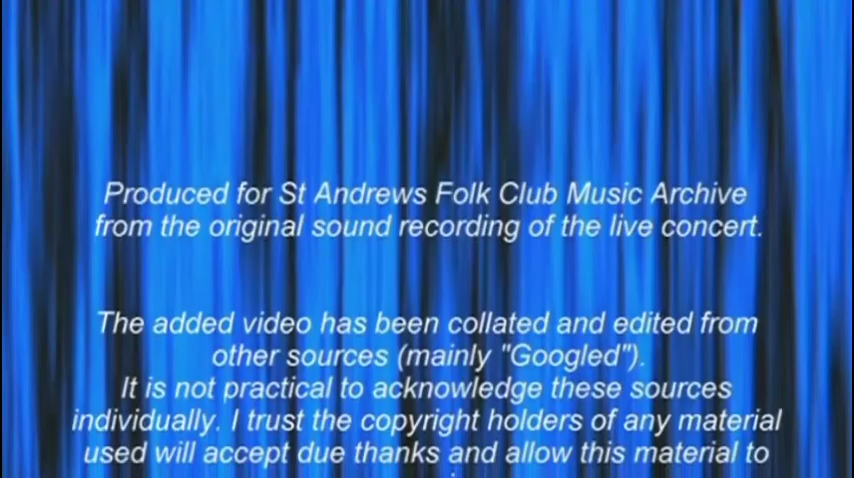 Produced for St Andrews Folk Club Music Archive
from the original sound recording of the live concert.
The added video has been collated and edited from
other sources (mainly "Googled").
It is not practical to acknowledge these sources
individually. I trust the copyright holders of any material
used will accept due thanks and allow this material to